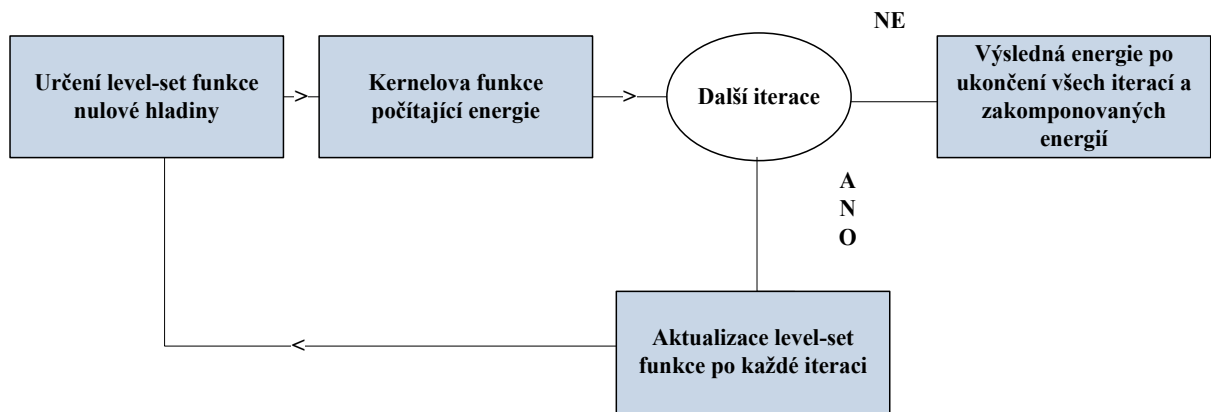 NE
Určení level-set funkce
nulové hladiny
Kernelova funkce
počítající energie
Další iterace
Výsledná energie po
ukončení všech iterací a
zakomponovaných
energií
A
N
O
Aktualizace level-set
funkce po každé iteraci